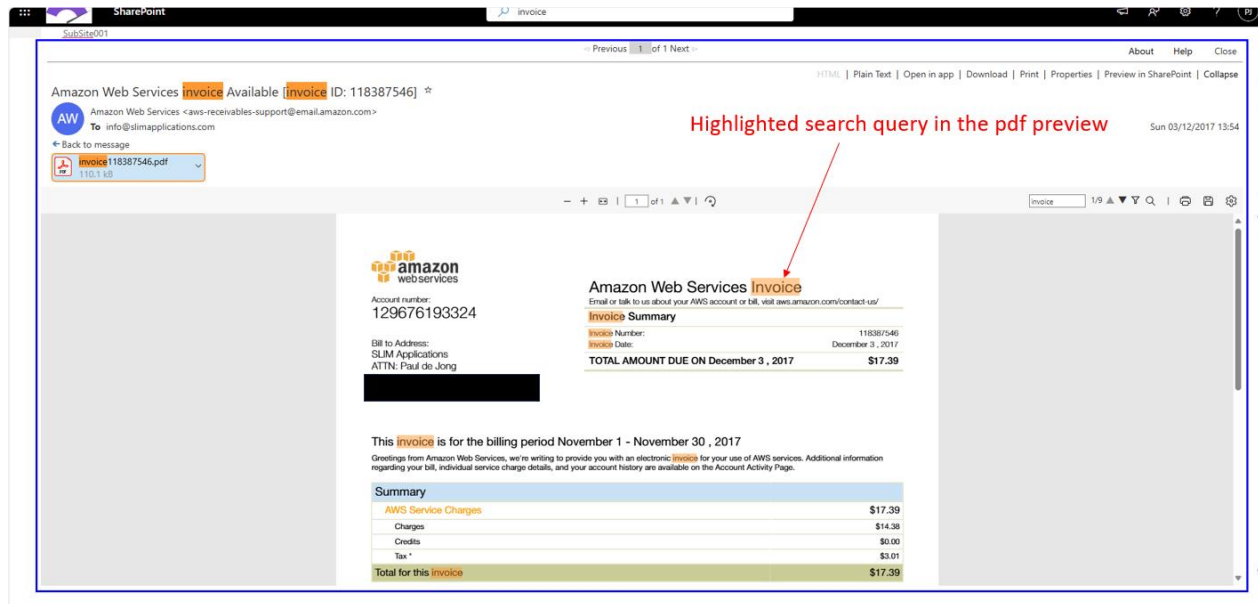 SharePoint
invoice
PJ
SubSite001
Previous 1 of 1 Next
About Help Close
HTML | Plain Text | Open in app | Download | Print | Properties | Preview in SharePoint | Collapse
Amazon Web Services invoice Available [invoice ID: 118387546]
AW
Amazon Web Services <aws-receivables-support@email.amazon.com>
To info@slimapplications.com
Sun 03/12/2017 13:54
Back to message
Highlighted search query in the pdf preview
invoice118387546.pdf
110.1 kB
PDF
1 of 1
invoice 1/9
amazon
webservices
Account number:
129676193324
Bill to Address:
SLIM Applications
ATTN: Paul de Jong
Amazon Web Services Invoice
Email or talk to us about your AWS account or bill, visit aws.amazon.com/contact-us/
Invoice Summary
Invoice Number: 118387546
Invoice Date: December 3 , 2017
TOTAL AMOUNT DUE ON December 3 , 2017 $17.39
This invoice is for the billing period November 1 - November 30 , 2017
Greetings from Amazon Web Services, we're writing to provide you with an electronic invoice for your use of AWS services. Additional information
regarding your bill, individual service charge details, and your account history are available on the Account Activity Page.
Summary
AWS Service Charges $17.39
Charges $14.38
Credits $0.00
Tax * $3.01
Total for this invoice $17.39